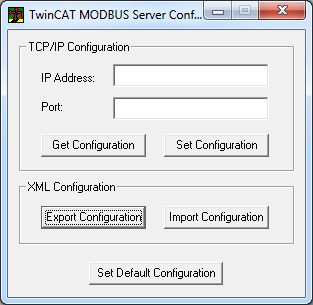 TwinCAT MODBUS Server Conf...
TCP/IP Configuration
IP Address:
Port:
Get Configuration Set Configuration
XML Configuration
Export Configuration Import Configuration
Set Default Configuration